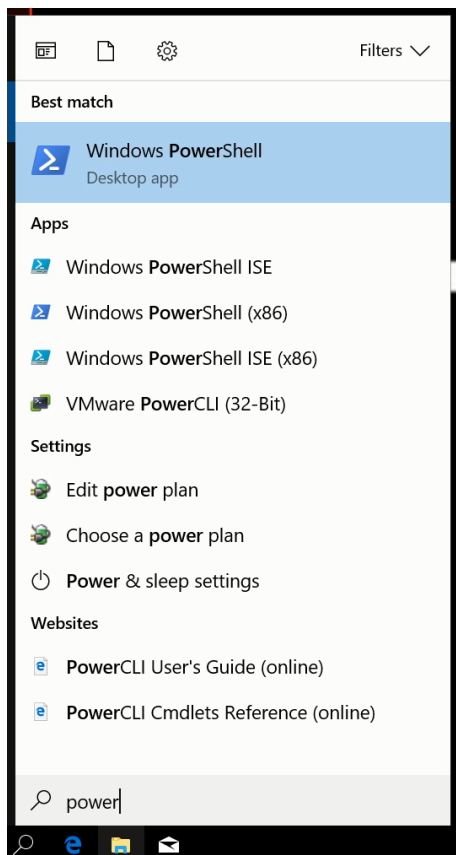 Filters
Best match
Windows PowerShell
Desktop app
Apps
Windows PowerShell ISE
Windows PowerShell (x86)
Windows PowerShell ISE (x86)
VMware PowerCLI (32-Bit)
Settings
Edit power plan
Choose a power plan
Power & sleep settings
Websites
PowerCLI User's Guide (online)
PowerCLI Cmdlets Reference (online)
power